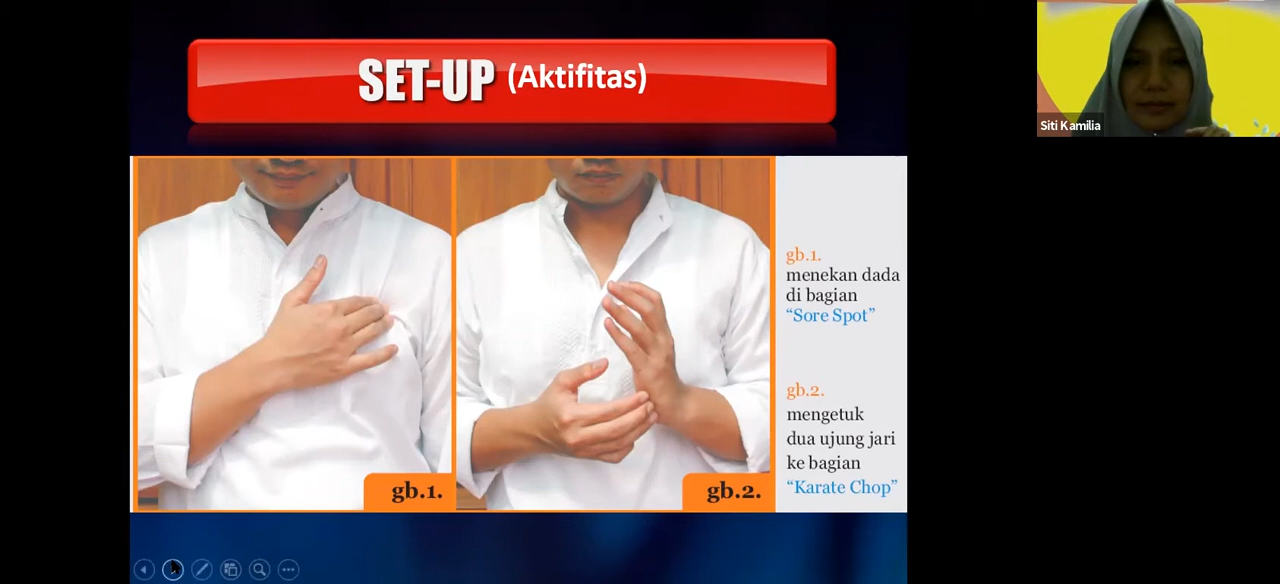 SET-UP (Aktifitas)
Siti Kamilia
gb.1.
menekan dada
di bagian
“Sore Spot”
gb.2.
mengetuk
dua ujung jari
ke bagian
“Karate Chop”
gb.1.
gb.2.